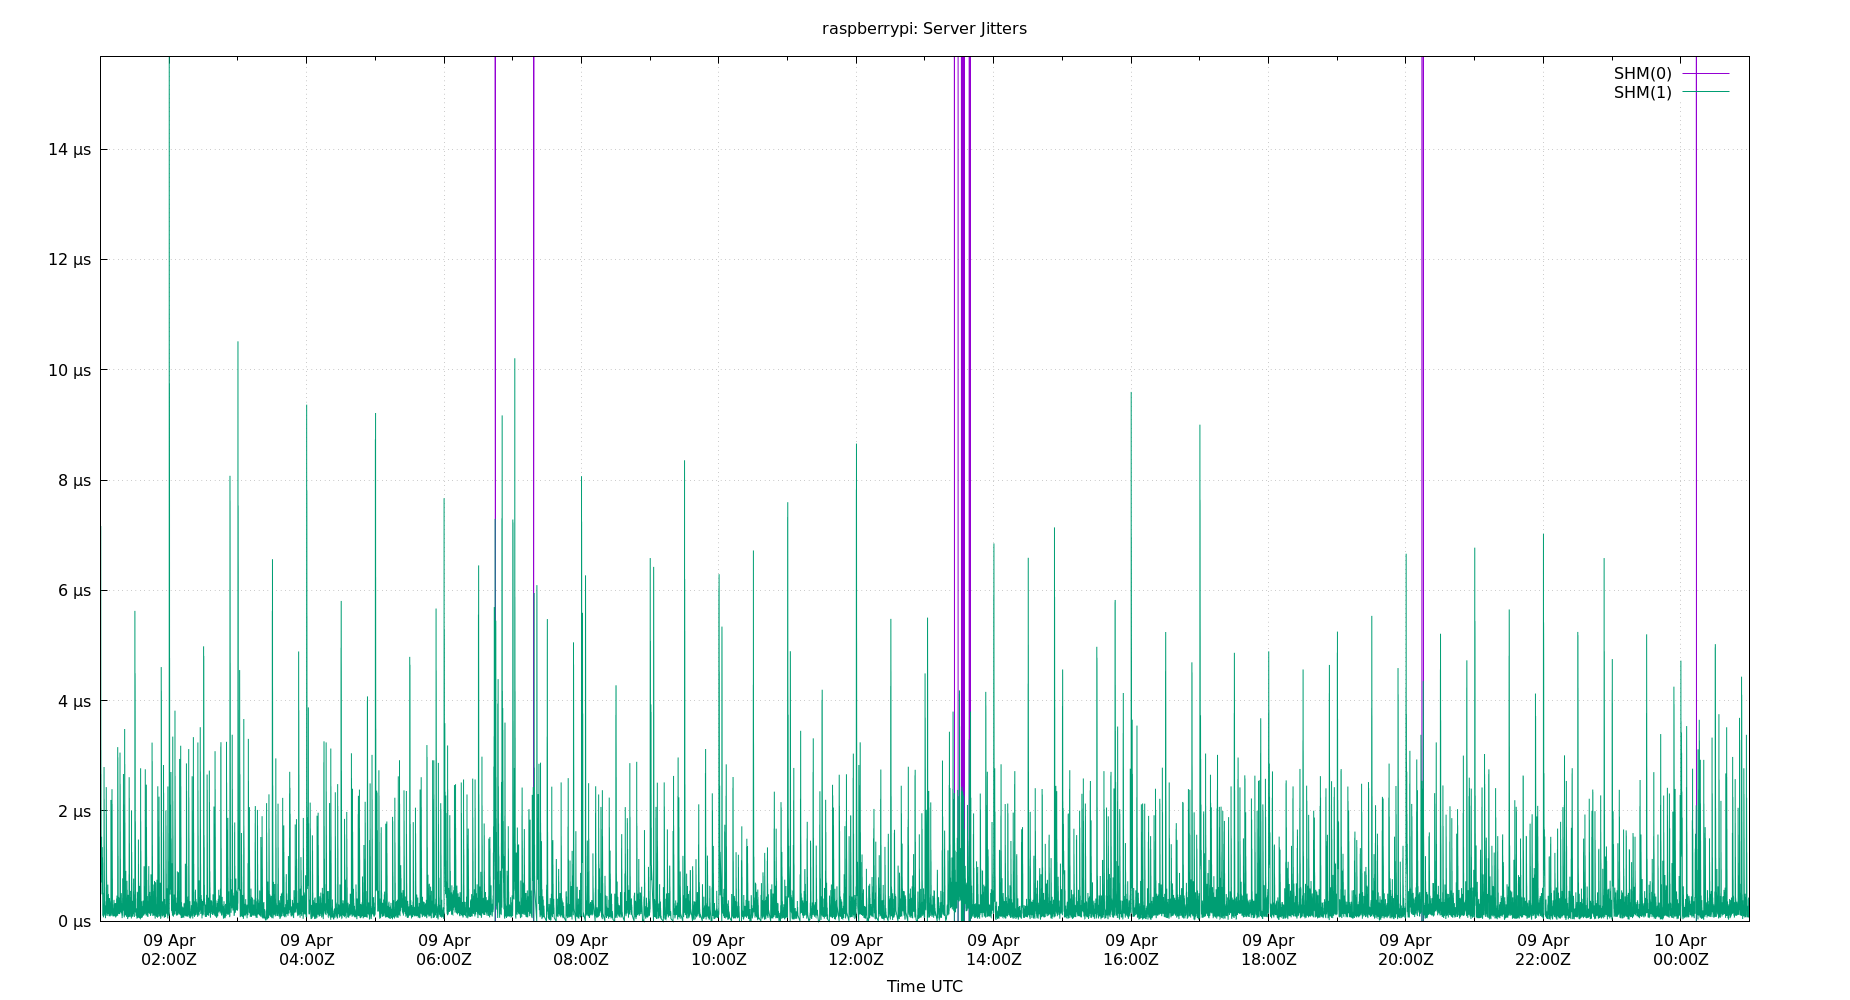 raspberrypi: Server Jitters
SHM(0)
SHM(1)
14 µs
12 µs
10 µs
8 µs
6 µs
4 µs
2 µs
0 µs
09 Apr 09 Apr 09 Apr 09 Apr 09 Apr 09 Apr 09 Apr 09 Apr 09 Apr 09 Apr 09 Apr 10 Apr
02:00Z 04:00Z 06:00Z 08:00Z 10:00Z 12:00Z 14:00Z 16:00Z 18:00Z 20:00Z 22:00Z 00:00Z
Time UTC